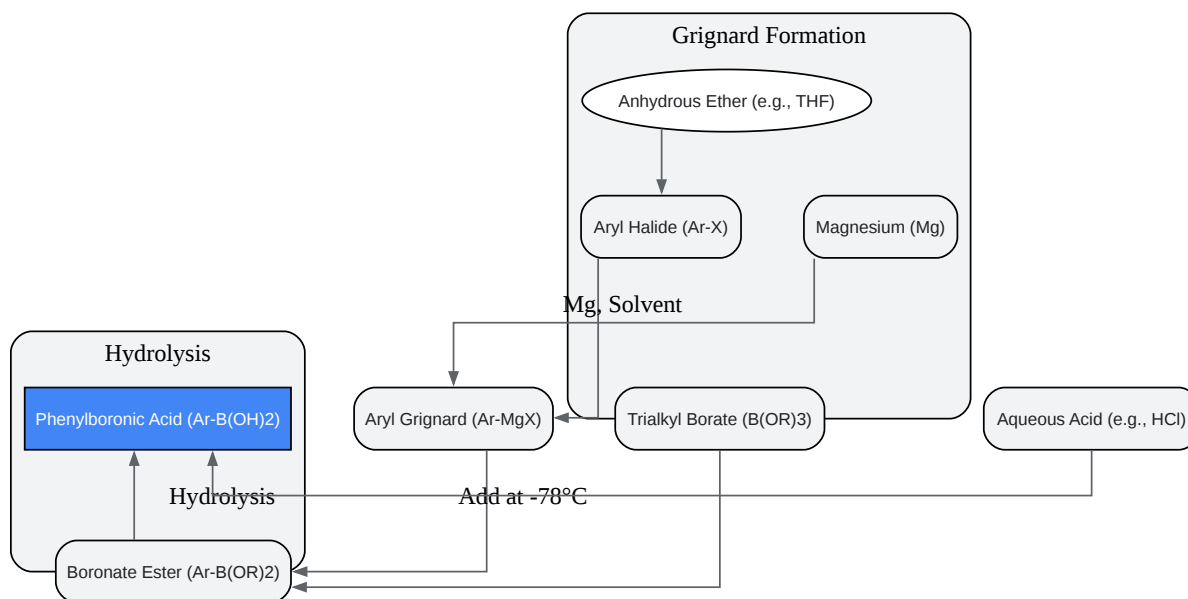 Grignard Formation
Anhydrous Ether (e.g., THF)
Aryl Halide (Ar-X)
Magnesium (Mg)
Mg, Solvent
Hydrolysis
Phenylboronic Acid (Ar-B(OH)2)
Aryl Grignard (Ar-MgX)
Trialkyl Borate (B(OR)3)
Aqueous Acid (e.g., HCl)
Hydrolysis
Add at -78°C
Boronate Ester (Ar-B(OR)2)